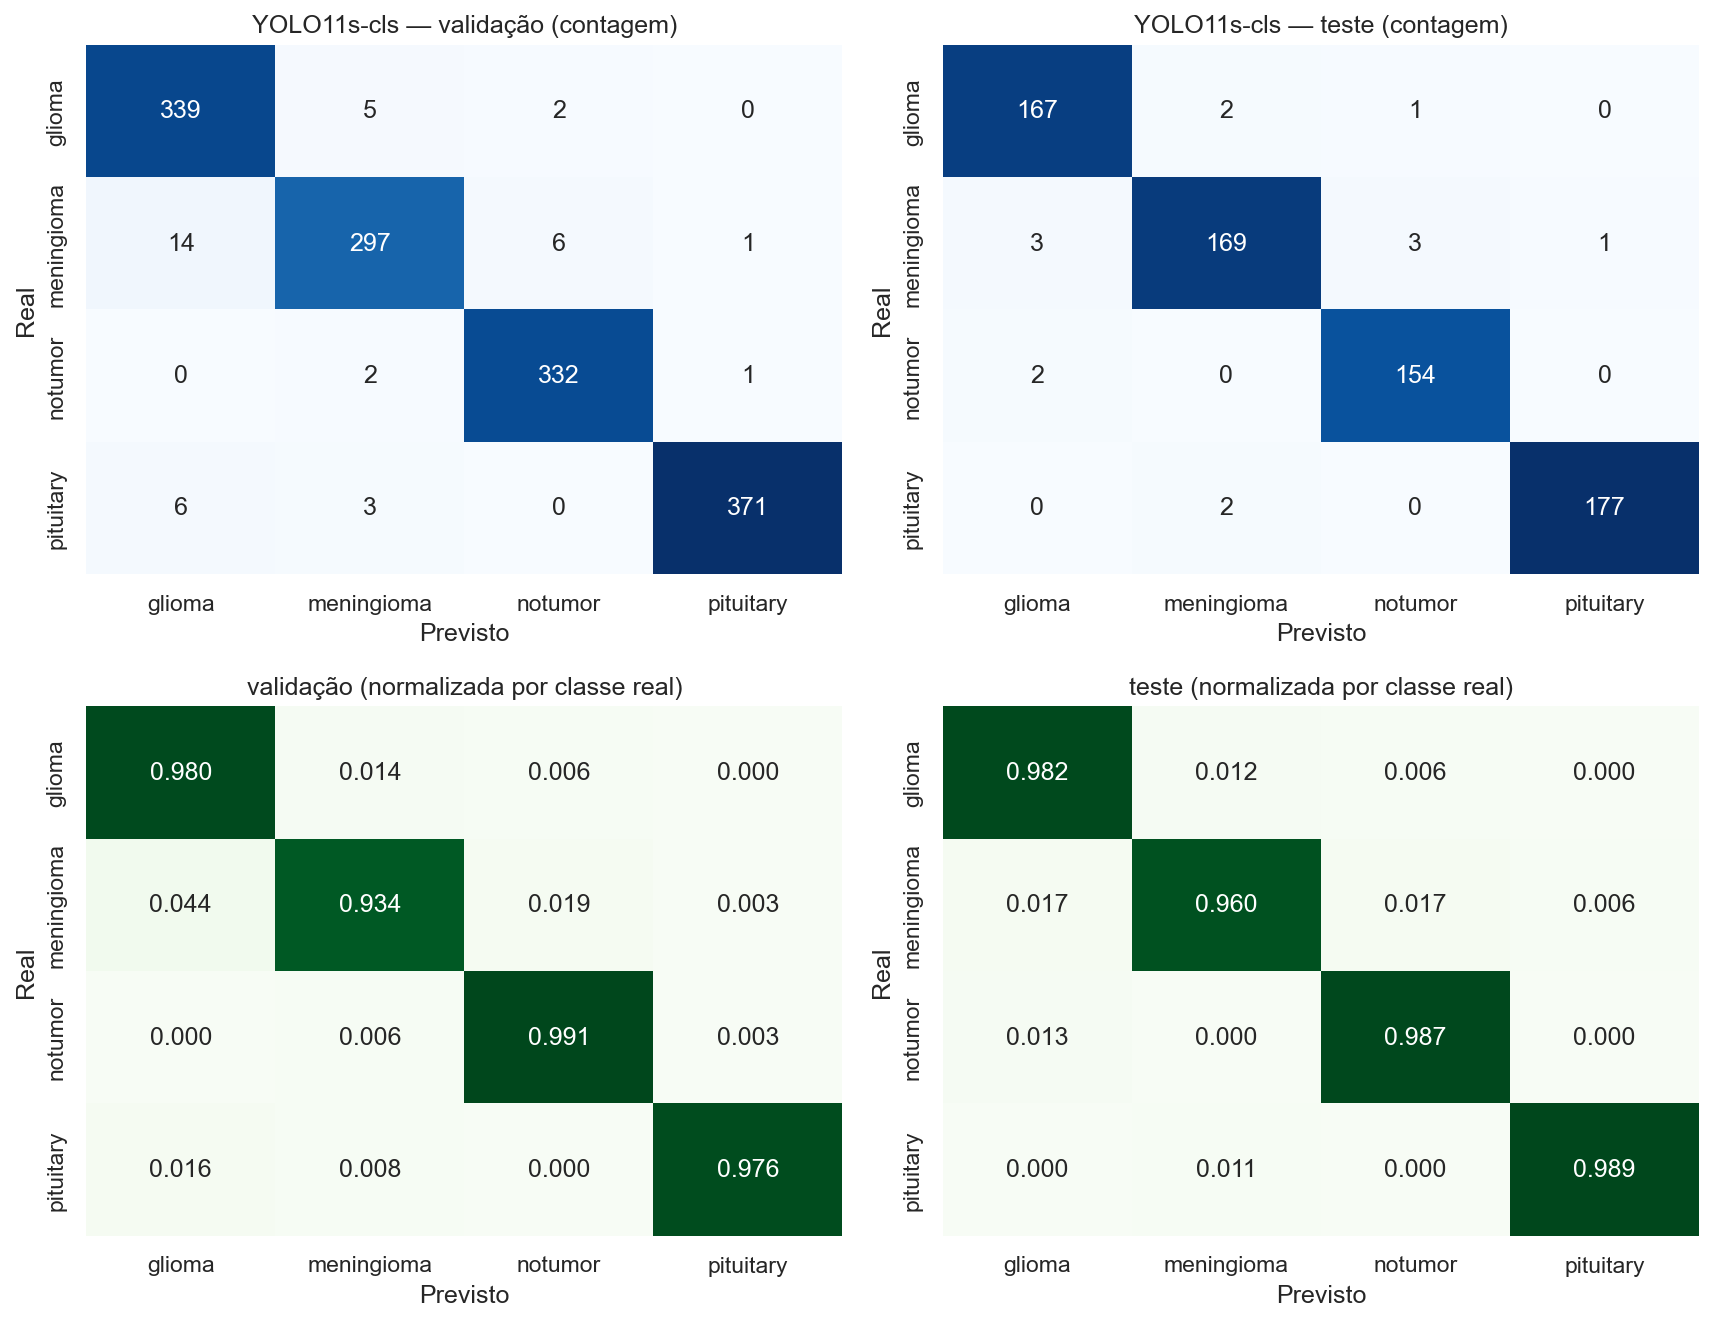 YOLO11s-cls — validação (contagem)
glioma 339 5 2 0
meningioma 14 297 6 1
notumor 0 2 332 1
pituitary 6 3 0 371
Real
glioma meningioma notumor pituitary
Previsto
YOLO11s-cls — teste (contagem)
glioma 167 2 1 0
meningioma 3 169 3 1
notumor 2 0 154 0
pituitary 0 2 0 177
Real
glioma meningioma notumor pituitary
Previsto
validação (normalizada por classe real)
glioma 0.980 0.014 0.006 0.000
meningioma 0.044 0.934 0.019 0.003
notumor 0.000 0.006 0.991 0.003
pituitary 0.016 0.008 0.000 0.976
Real
glioma meningioma notumor pituitary
Previsto
teste (normalizada por classe real)
glioma 0.982 0.012 0.006 0.000
meningioma 0.017 0.960 0.017 0.006
notumor 0.013 0.000 0.987 0.000
pituitary 0.000 0.011 0.000 0.989
Real
glioma meningioma notumor pituitary
Previsto